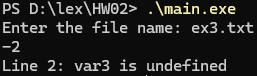 PS D:\lex\HW02> .\main.exe
Enter the file name: ex3.txt
-2
Line 2: var3 is undefined